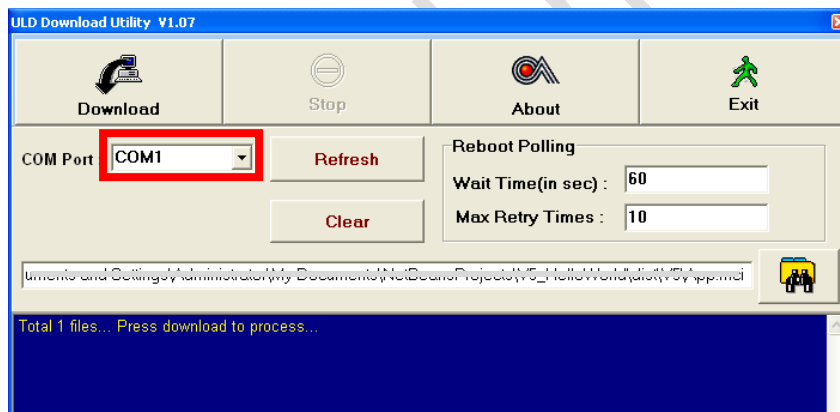 ULD Download Utility V1.07
Download
Stop
About
Exit
COM Port :
COM1
Refresh
Clear
Reboot Polling
Wait Time(in sec) :
60
Max Retry Times :
10
uments and Settings\Administrator\My Documents\NetBeansProjects\V5_HelloWorld\dist\V5\App.mci
Total 1 files... Press download to process...